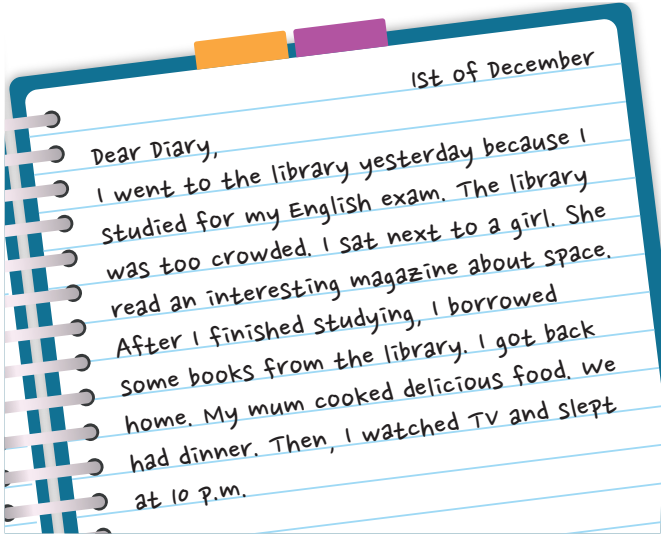 1st of December
Dear Diary,
I went to the library yesterday because I
studied for my English exam. The library
was too crowded. I sat next to a girl. She
read an interesting magazine about space.
After I finished studying, I borrowed
some books from the library. I got back
home. My mum cooked delicious food. We
had dinner. Then, I watched TV and slept
at 10 p.m.